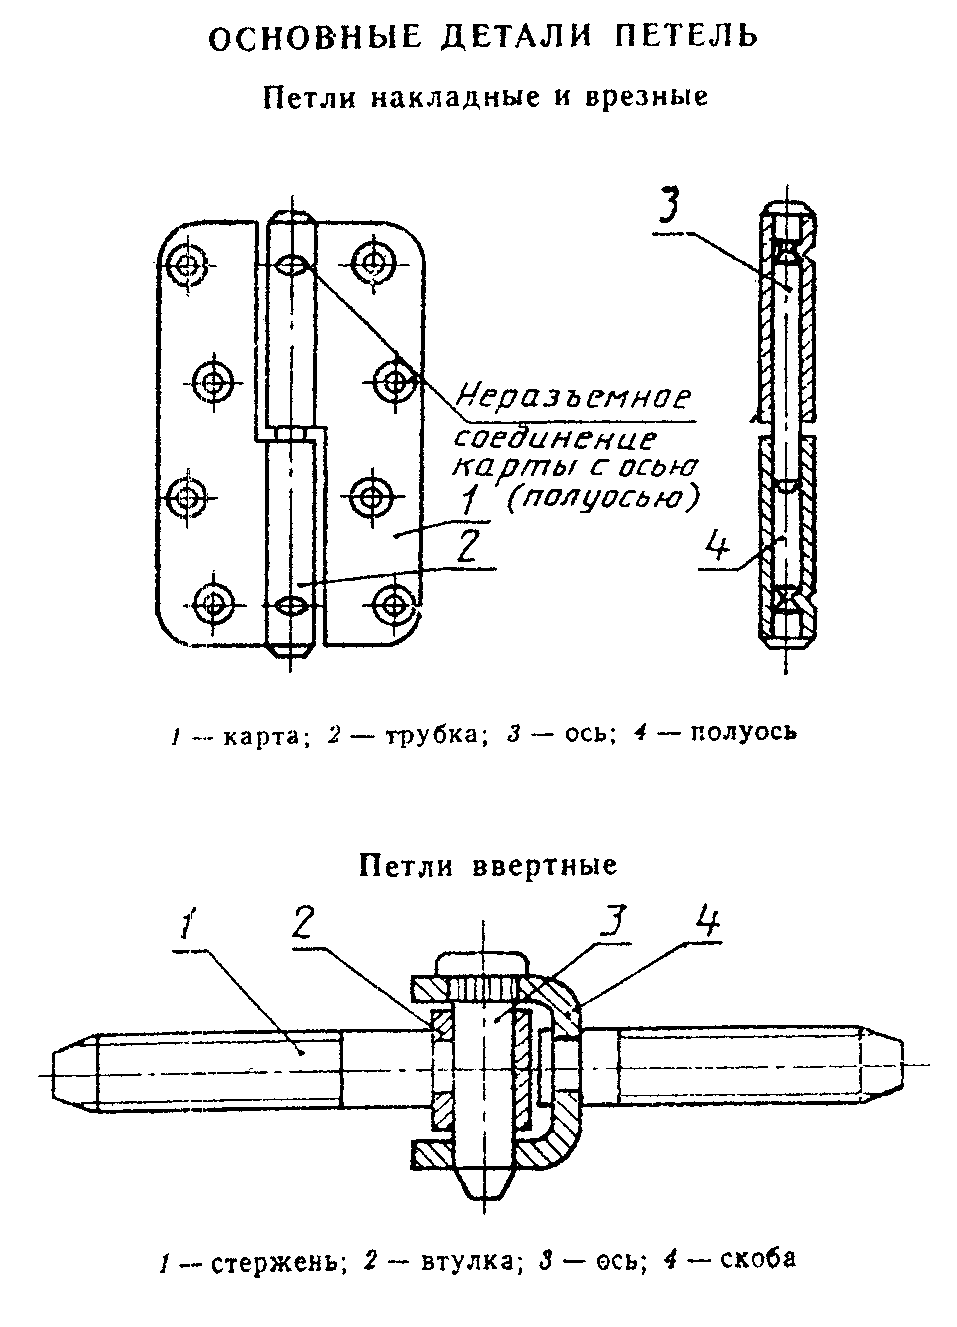 ОСНОВНЫЕ ДЕТАЛИ ПЕТЕЛЬ
Петли накладные и врезные
3
Неразъемное
соединение
карты с осью
1 (полуосью)
2
4
1 — карта; 2 — трубка; 3 — ось; 4 — полуось
Петли ввертные
1 2 3 4
1 — стержень; 2 — втулка; 3 — ось; 4 — скоба